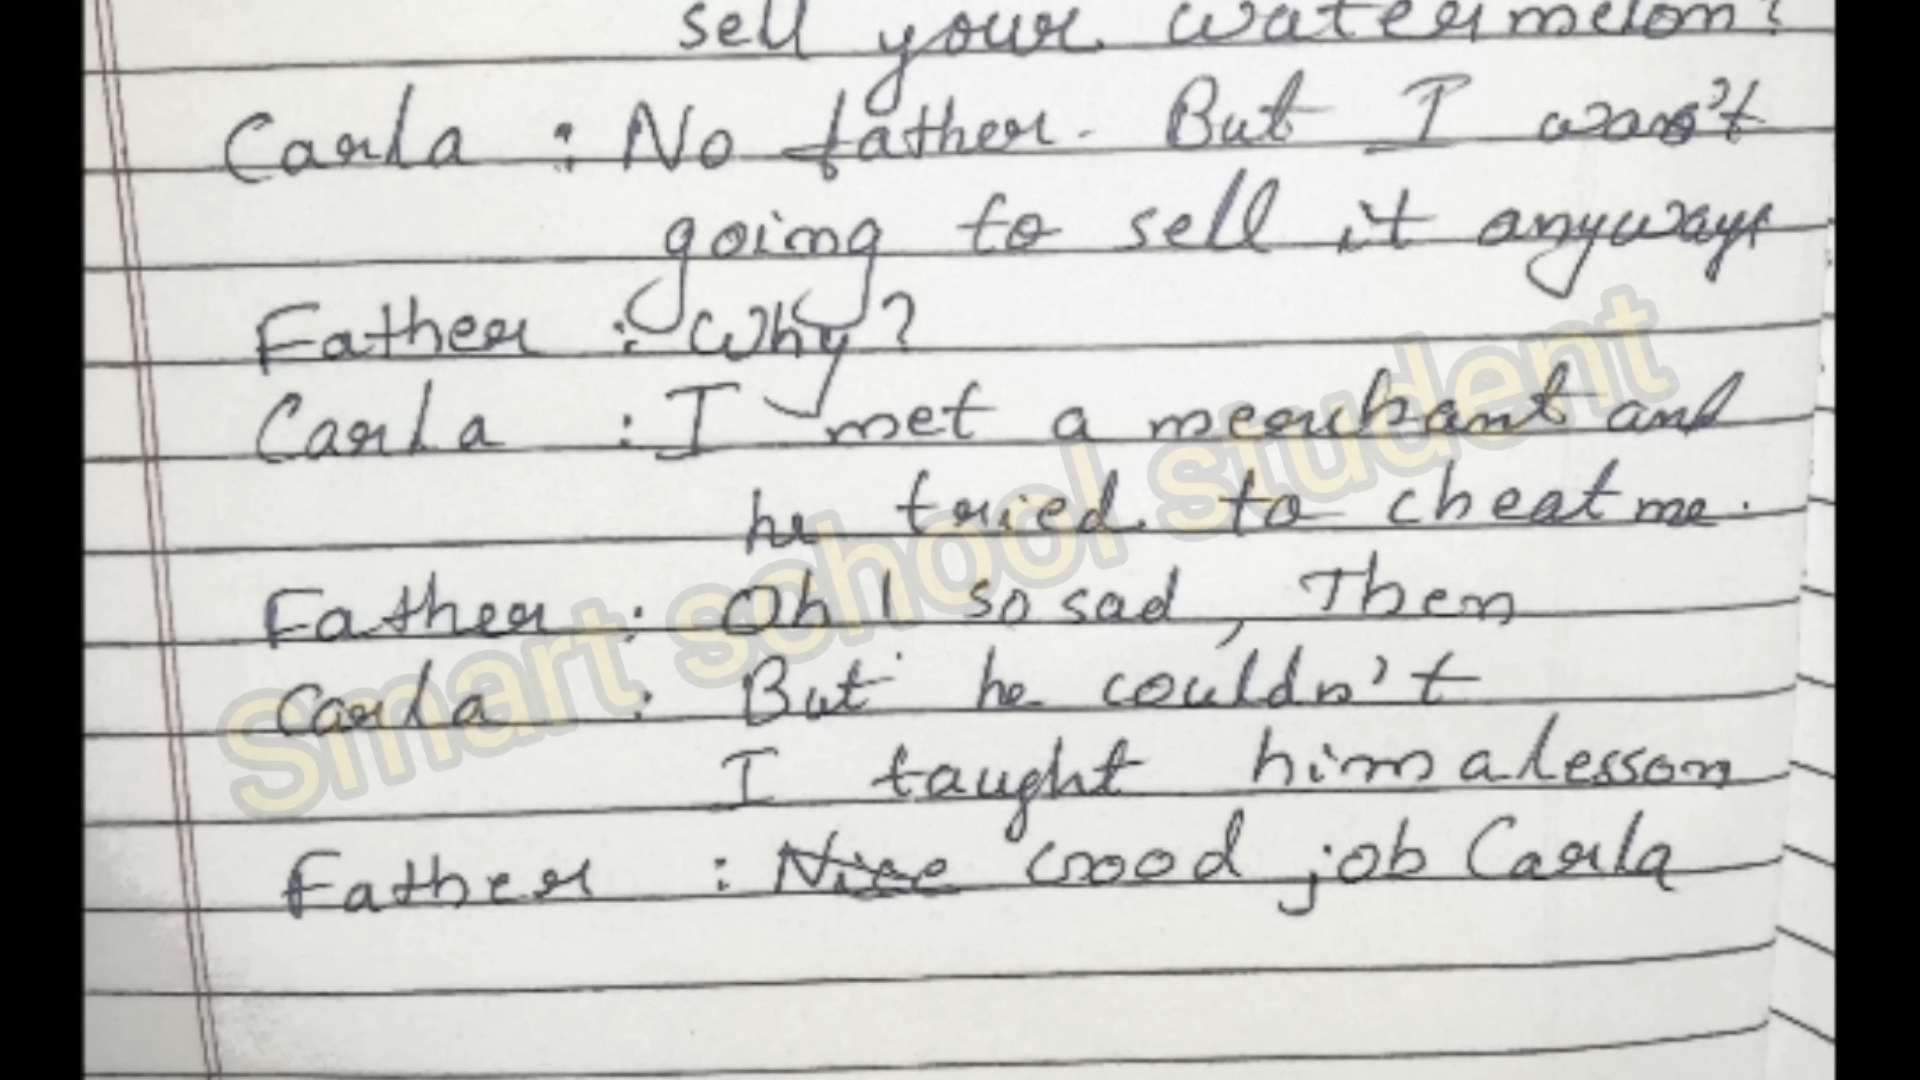 sell your watermelon?
Carla : No father. But I wasn't
going to sell it anyways
Father : Why?
Carla : I met a merchant and
he tried to cheat me.
Father : Oh! so sad, Then
Carla : But he couldn't
I taught him a lesson
Father : Nice Good job Carla
Smart school student